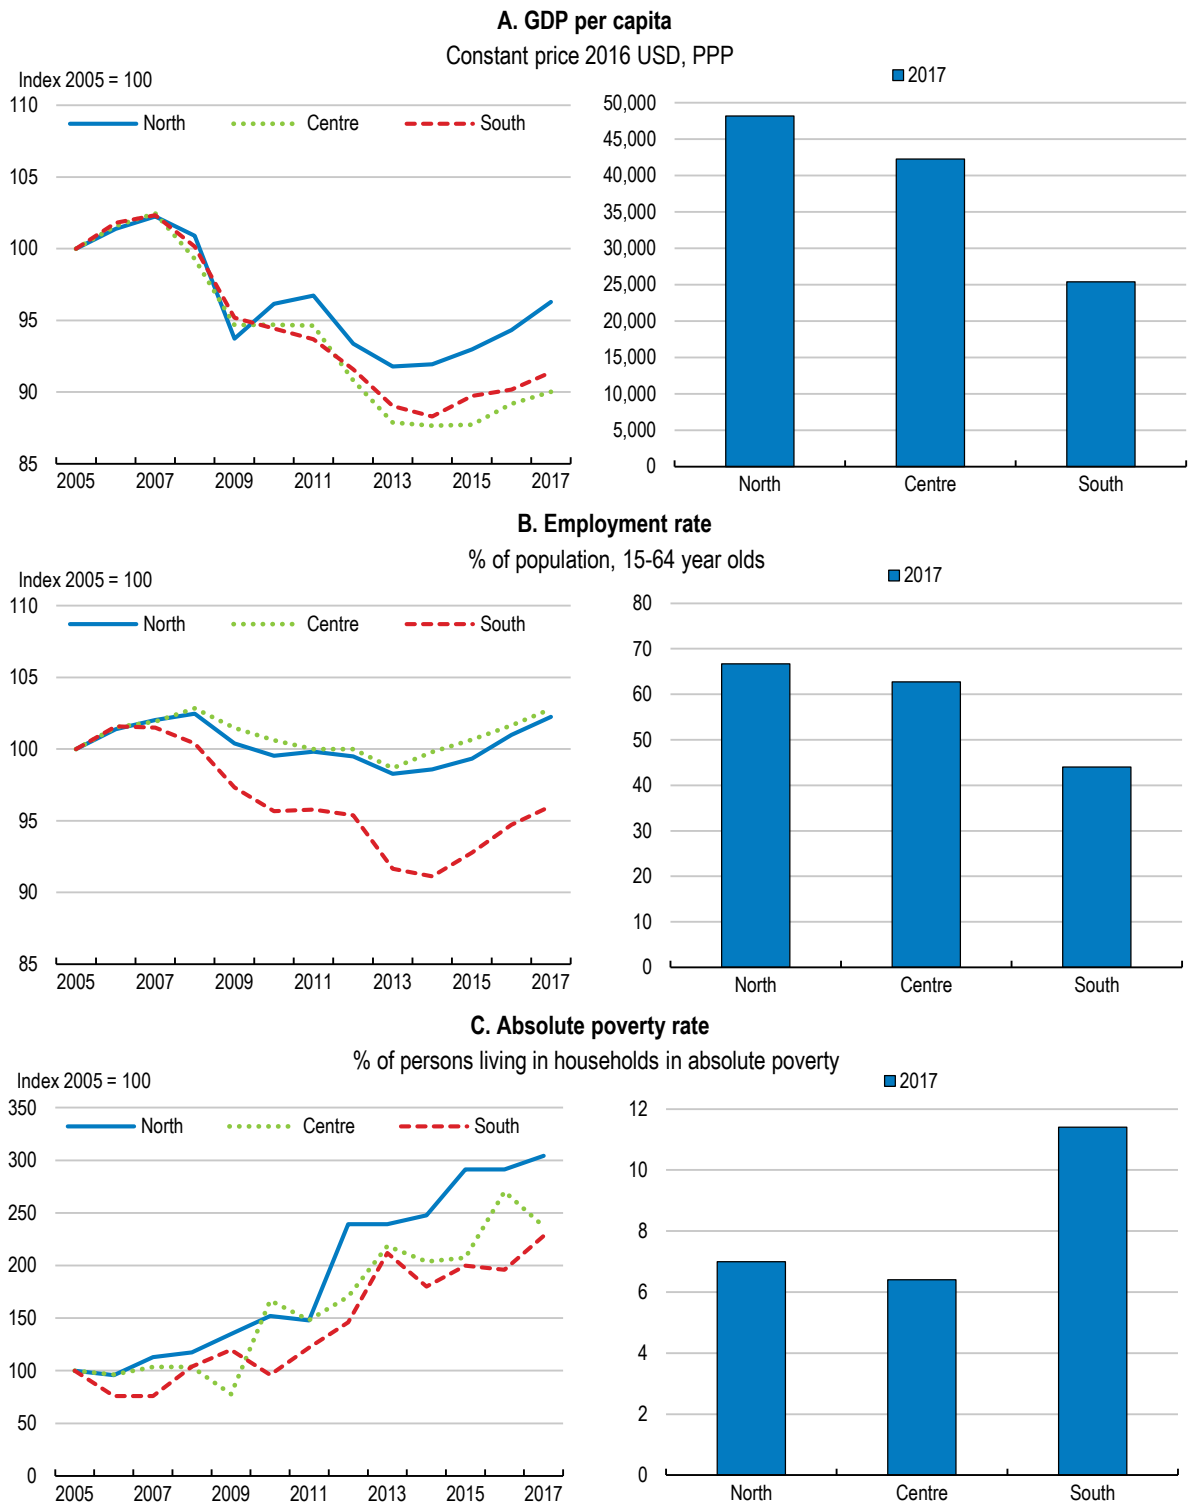 A. GDP per capita
Constant price 2016 USD, PPP
Index 2005 = 100
2017
110
North
Centre
South
105
100
95
90
85
2005 2007 2009 2011 2013 2015 2017
50,000
45,000
40,000
35,000
30,000
25,000
20,000
15,000
10,000
5,000
0
North Centre South
B. Employment rate
% of population, 15-64 year olds
Index 2005 = 100
2017
110
North
Centre
South
105
100
95
90
85
2005 2007 2009 2011 2013 2015 2017
80
70
60
50
40
30
20
10
0
North Centre South
C. Absolute poverty rate
% of persons living in households in absolute poverty
Index 2005 = 100
2017
350
North
Centre
South
300
250
200
150
100
50
0
2005 2007 2009 2011 2013 2015 2017
12
10
8
6
4
2
0
North Centre South